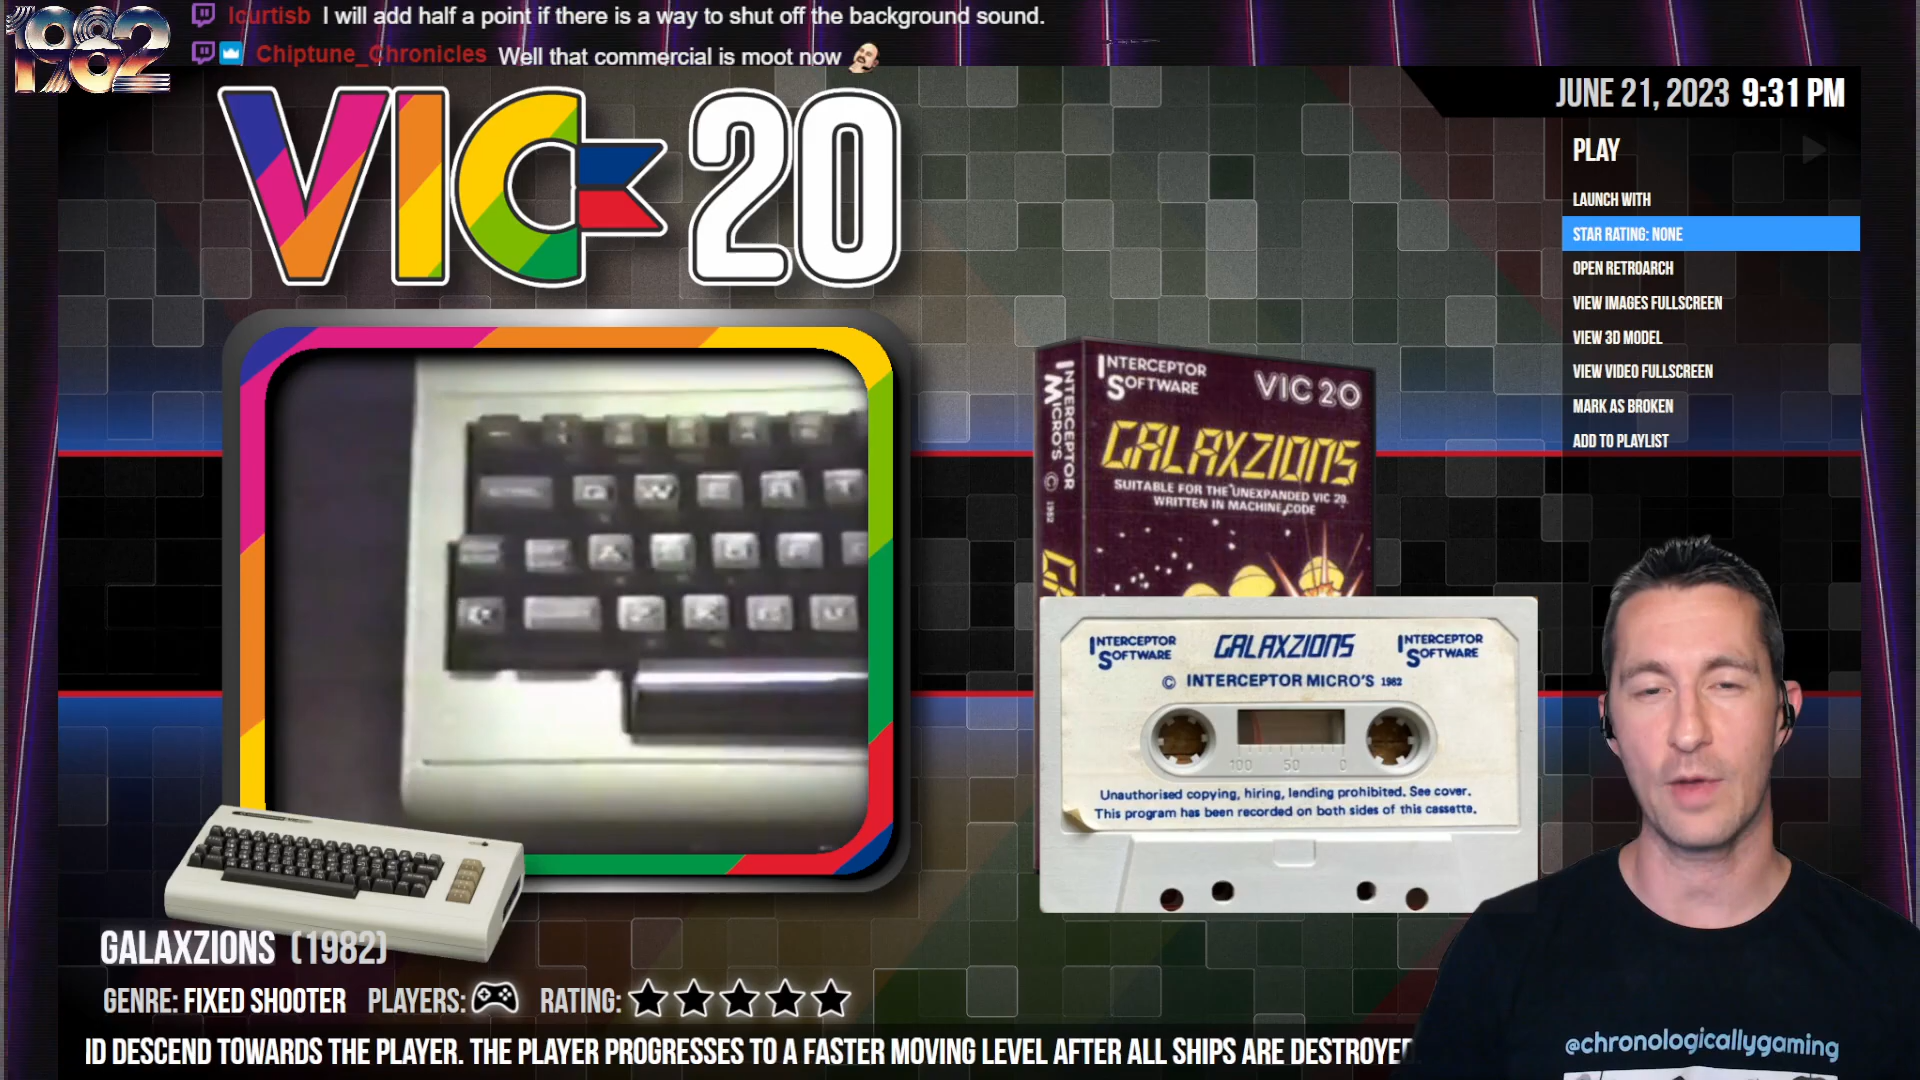 1982
lcurtisb I will add half a point if there is a way to shut off the background sound.
Chiptune_Chronicles Well that commercial is moot now
VIC 20
JUNE 21, 2023 9:31 PM
PLAY
LAUNCH WITH
STAR RATING: NONE
OPEN RETROARCH
VIEW IMAGES FULLSCREEN
VIEW 3D MODEL
VIEW VIDEO FULLSCREEN
MARK AS BROKEN
ADD TO PLAYLIST
INTERCEPTOR
MICRO'S © 1982
INTERCEPTOR
SOFTWARE
VIC 20
GALAXZIONS
SUITABLE FOR THE UNEXPANDED VIC 20.
WRITTEN IN MACHINE CODE
INTERCEPTOR
SOFTWARE
GALAXZIONS
INTERCEPTOR
SOFTWARE
© INTERCEPTOR MICRO'S 1982
100 50 0
Unauthorised copying, hiring, lending prohibited. See cover.
This program has been recorded on both sides of this cassette.
GALAXZIONS (1982)
GENRE: FIXED SHOOTER PLAYERS: RATING:
ID DESCEND TOWARDS THE PLAYER. THE PLAYER PROGRESSES TO A FASTER MOVING LEVEL AFTER ALL SHIPS ARE DESTROYED.
@chronologicallygaming